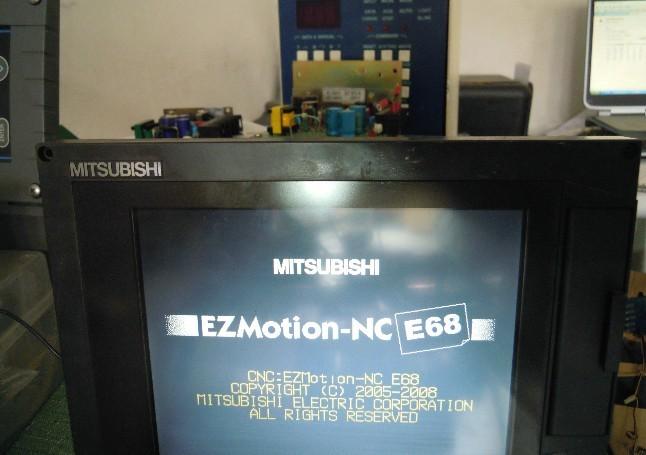 MITSUBISHI
MITSUBISHI
EZMotion-NC E68
CNC:EZMotion-NC E68
COPYRIGHT (C) 2005-2008
MITSUBISHI ELECTRIC CORPORATION
ALL RIGHTS RESERVED